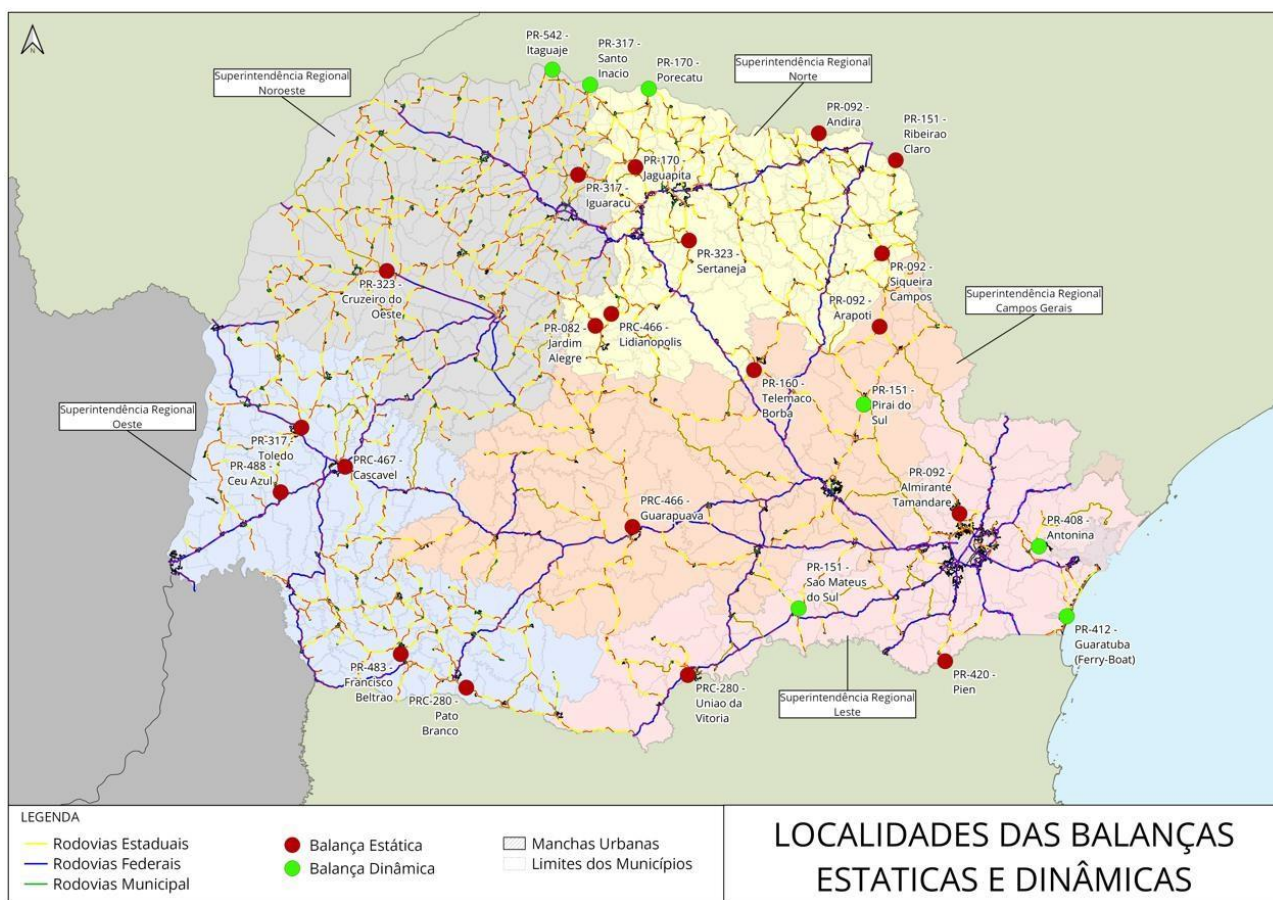 N
PR-542 -
Itaguaje
PR-317 -
Santo
Inacio
PR-170 -
Porecatu
Superintendência Regional
Noroeste
Superintendência Regional
Norte
PR-092 -
Andira
PR-151 -
Ribeirao
Claro
PR-170 -
Jaguapita
PR-317 -
Iguaracu
PR-323 -
Sertaneja
PR-092 -
Siqueira
Campos
PR-323 -
Cruzeiro do
Oeste
Superintendência Regional
Campos Gerais
PR-092 -
Arapoti
PR-082 -
Jardim
Alegre
PRC-466 -
Lidianopolis
PR-160 -
Telemaco
Borba
PR-151 -
Pirai do
Sul
Superintendência Regional
Oeste
PR-317 -
Toledo
PRC-467 -
Cascavel
PR-488 -
Ceu Azul
PR-092 -
Almirante
Tamandare
PRC-466 -
Guarapuava
PR-408 -
Antonina
PR-151 -
Sao Mateus
do Sul
PR-412 -
Guaratuba
(Ferry-Boat)
PR-483 -
Francisco
Beltrao
PRC-280 -
Pato
Branco
PRC-280 -
Uniao da
Vitoria
PR-420 -
Pien
Superintendência Regional
Leste
LEGENDA
Rodovias Estaduais
Rodovias Federais
Rodovias Municipal
Balança Estática
Balança Dinâmica
Manchas Urbanas
Limites dos Municípios
LOCALIDADES DAS BALANÇAS
ESTATICAS E DINÂMICAS